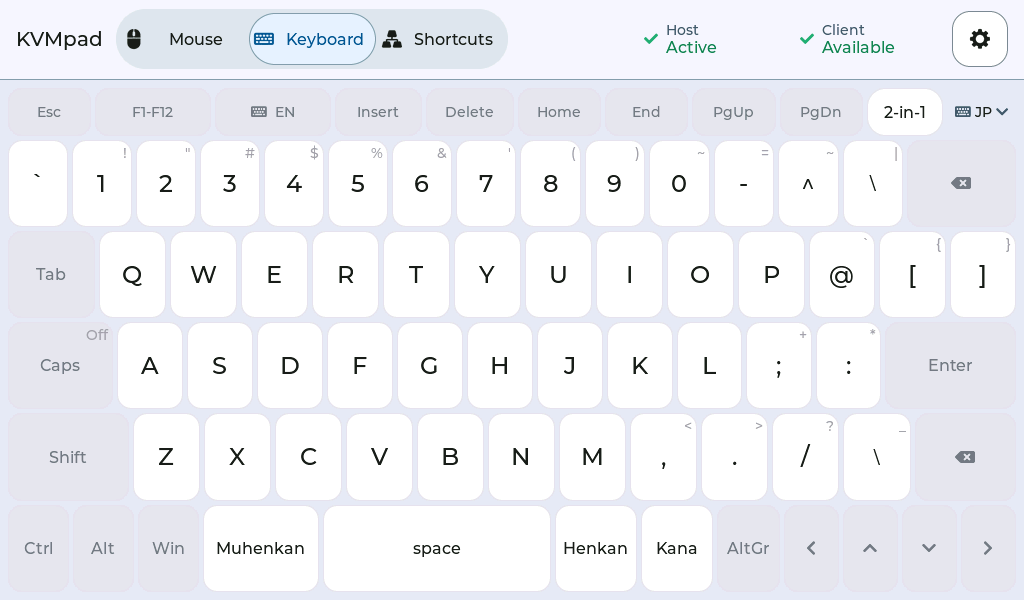 KVMpad Mouse Keyboard Shortcuts Host Active Client Available
Esc F1-F12 EN Insert Delete Home End PgUp PgDn 2-in-1 JP
` 1 ! 2 " 3 # 4 $ 5 % 6 & 7 ' 8 ( 9 ) 0 ~ - = ^ ~ \ |
Tab Q W E R T Y U I O P @ ` [ { ] }
Caps Off A S D F G H J K L ; + : * Enter
Shift Z X C V B N M , < . > / ? \ _
Ctrl Alt Win Muhenkan space Henkan Kana AltGr